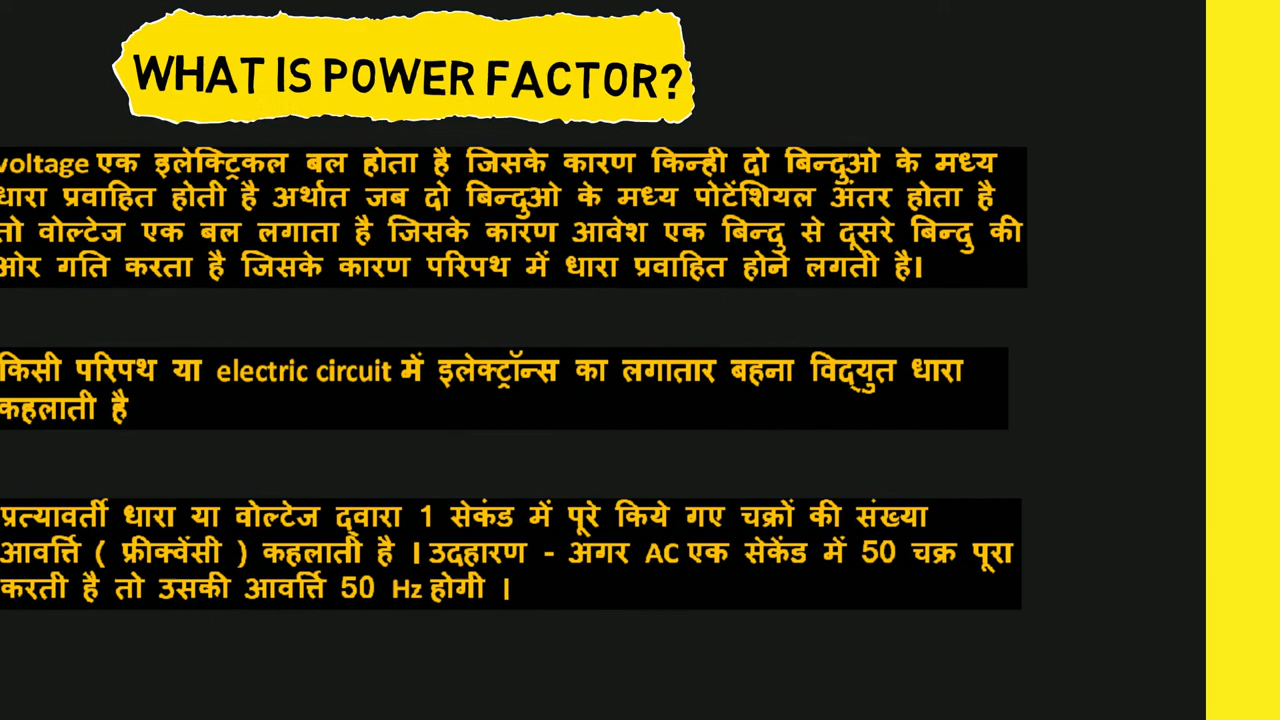 WHAT IS POWER FACTOR?
voltage एक इलेक्ट्रिकल बल होता है जिसके कारण किन्ही दो बिन्दुओ के मध्य
धारा प्रवाहित होती है अर्थात जब दो बिन्दुओ के मध्य पोटेंशियल अंतर होता है
तो वोल्टेज एक बल लगाता है जिसके कारण आवेश एक बिन्दु से दूसरे बिन्दु की
ओर गति करता है जिसके कारण परिपथ में धारा प्रवाहित होने लगती है।
किसी परिपथ या electric circuit में इलेक्ट्रॉन्स का लगातार बहना विद्युत धारा
कहलाती है
प्रत्यावर्ती धारा या वोल्टेज द्वारा 1 सेकंड में पूरे किये गए चक्रों की संख्या
आवर्त्ति ( फ्रीक्वेंसी ) कहलाती है । उदहारण - अगर AC एक सेकेंड में 50 चक्र पूरा
करती है तो उसकी आवर्त्ति 50 Hz होगी ।